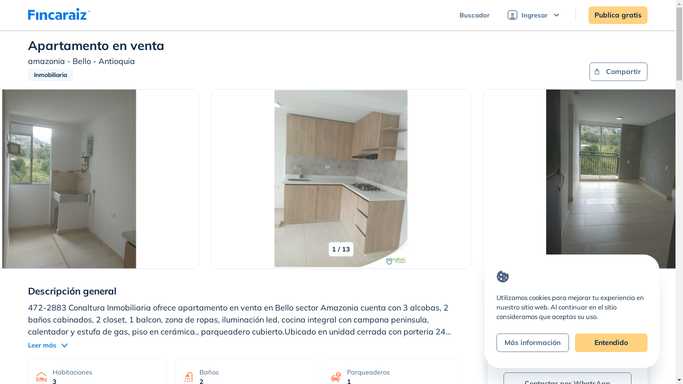 Fincaraiz
Buscador
Ingresar
Publica gratis
Apartamento en venta
amazonia - Bello - Antioquia
Inmobiliaria
Compartir
1 / 13
Descripción general
472-2883 Conaltura Inmobiliaria ofrece apartamento en venta en Bello sector Amazonia cuenta con 3 alcobas, 2
baños cabinados, 2 closet, 1 balcon, zona de ropas, iluminación led, cocina integral con campana peninsula,
calentador y estufa de gas, piso en cerámica., parqueadero cubierto.Ubicado en unidad cerrada con porteria 24...
Leer más
Habitaciones
3
Baños
2
Parqueaderos
1
Utilizamos cookies para mejorar tu experiencia en
nuestro sitio web. Al continuar en el sitio
consideramos que aceptas su uso.
Más información
Entendido
Contactar por WhatsApp